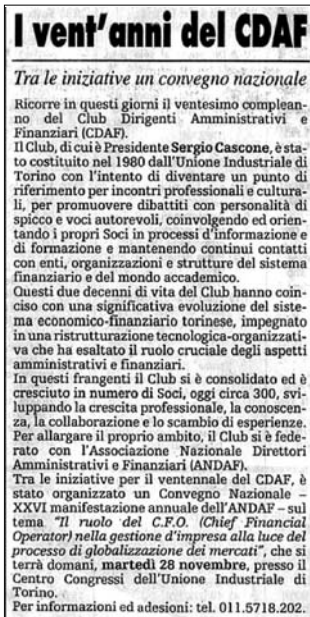 I vent'anni del CDAF
Tra le iniziative un convegno nazionale
Ricorre in questi giorni il ventesimo complean-
no del Club Dirigenti Amministrativi e
Finanziari (CDAF).
Il Club, di cui è Presidente Sergio Cascone, è sta-
to costituito nel 1980 dall'Unione Industriale di
Torino con l'intento di diventare un punto di
riferimento per incontri professionali e cultura-
li, per promuovere dibattiti con personalità di
spicco e voci autorevoli, coinvolgendo ed orien-
tando i propri Soci in processi d'informazione e
di formazione e mantenendo continui contatti
con enti, organizzazioni e strutture del sistema
finanziario e del mondo accademico.
Questi due decenni di vita del Club hanno coin-
ciso con una significativa evoluzione del siste-
ma economico-finanziario torinese, impegnato
in una ristrutturazione tecnologica-organizzati-
va che ha esaltato il ruolo cruciale degli aspetti
amministrativi e finanziari.
In questi frangenti il Club si è consolidato ed è
cresciuto in numero di Soci, oggi circa 300, svi-
luppando la crescita professionale, la conoscen-
za, la collaborazione e lo scambio di esperienze.
Per allargare il proprio ambito, il Club si è fede-
rato con l'Associazione Nazionale Direttori
Amministrativi e Finanziari (ANDAF).
Tra le iniziative per il ventennale del CDAF, è
stato organizzato un Convegno Nazionale –
XXVI manifestazione annuale dell'ANDAF – sul
tema "Il ruolo del C.F.O. (Chief Financial
Operator) nella gestione d'impresa alla luce del
processo di globalizzazione dei mercati", che si
terrà domani, martedì 28 novembre, presso il
Centro Congressi dell'Unione Industriale di
Torino.
Per informazioni ed adesioni: tel. 011.5718.202.